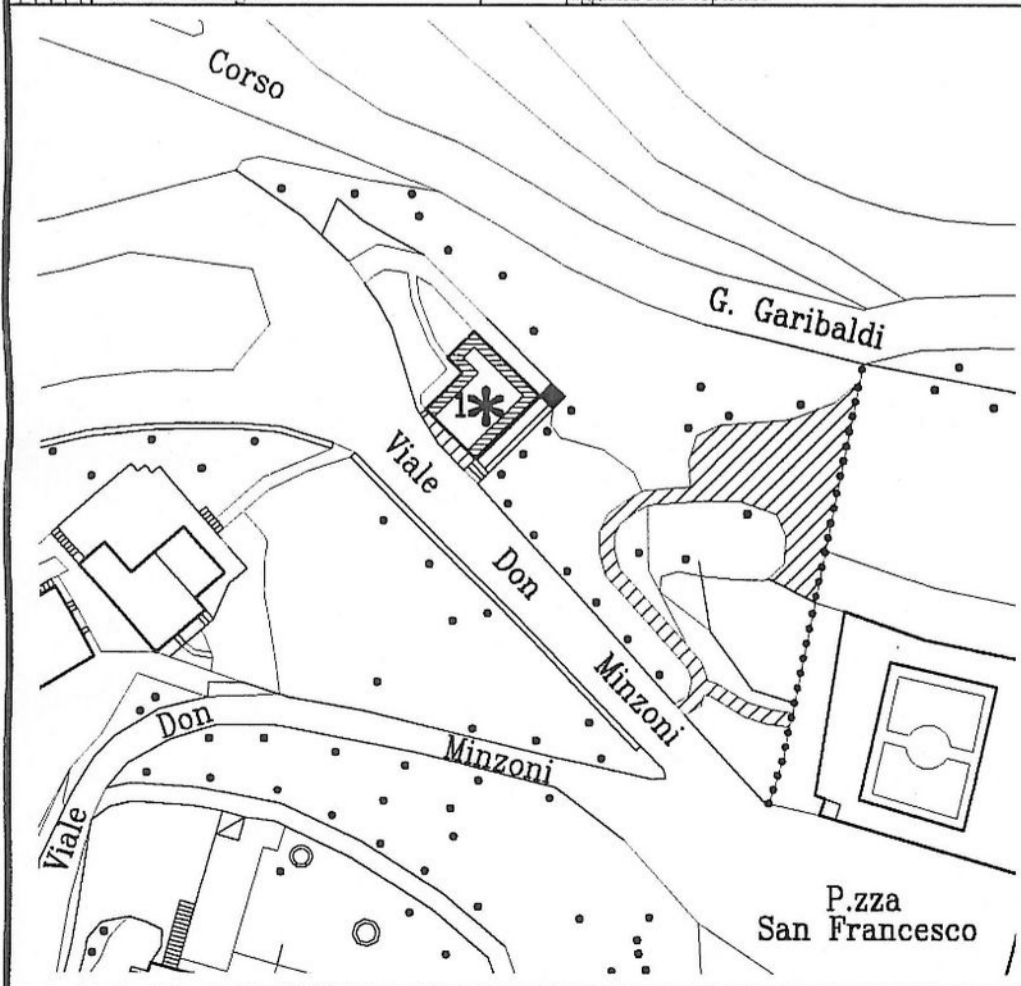 Corso
G. Garibaldi
1*
Viale
Don
Minzoni
Don
Minzoni
Viale
P.zza
San Francesco